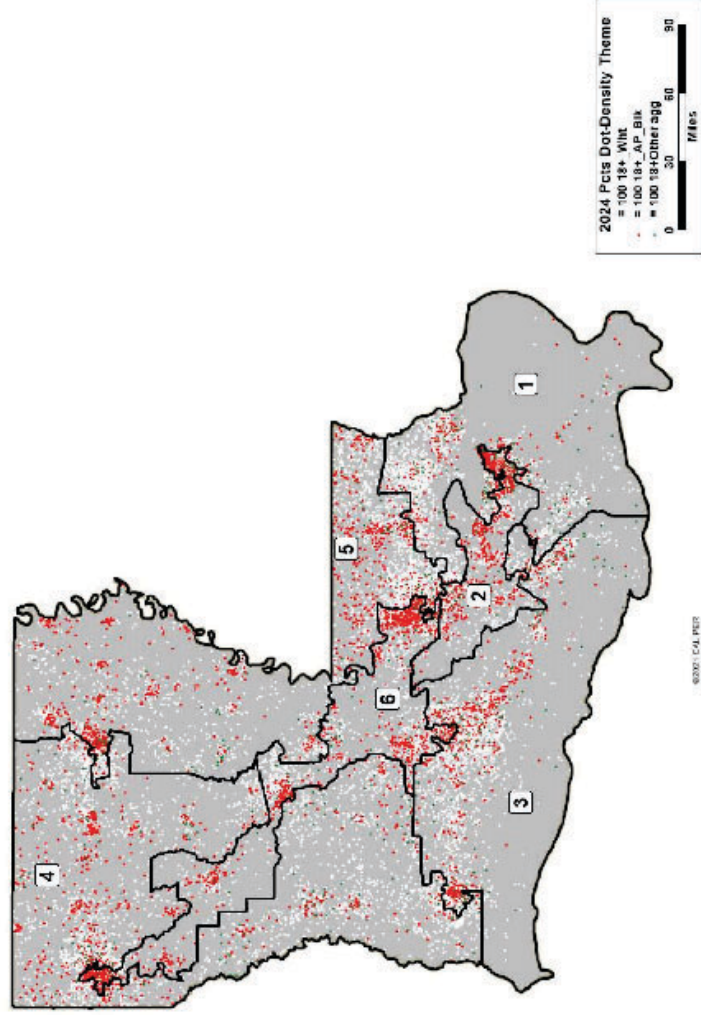 4
5
6
2
1
3
2024 Pcts Dot-Density Theme
= 100 18+_Wht
= 100 18+_AP_Blk
= 100 18+Other agg
0 30 60 90
Miles